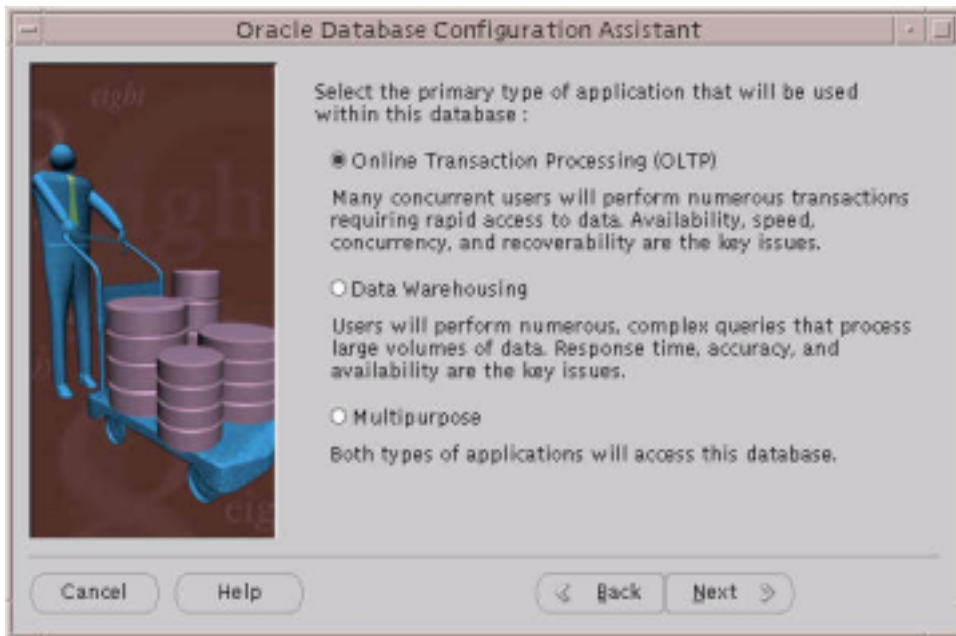 Oracle Database Configuration Assistant
eight
eight
eig
Select the primary type of application that will be used
within this database :
Online Transaction Processing (OLTP)
Many concurrent users will perform numerous transactions
requiring rapid access to data. Availability, speed,
concurrency, and recoverability are the key issues.
Data Warehousing
Users will perform numerous, complex queries that process
large volumes of data. Response time, accuracy, and
availability are the key issues.
Multipurpose
Both types of applications will access this database.
Cancel
Help
Back
Next